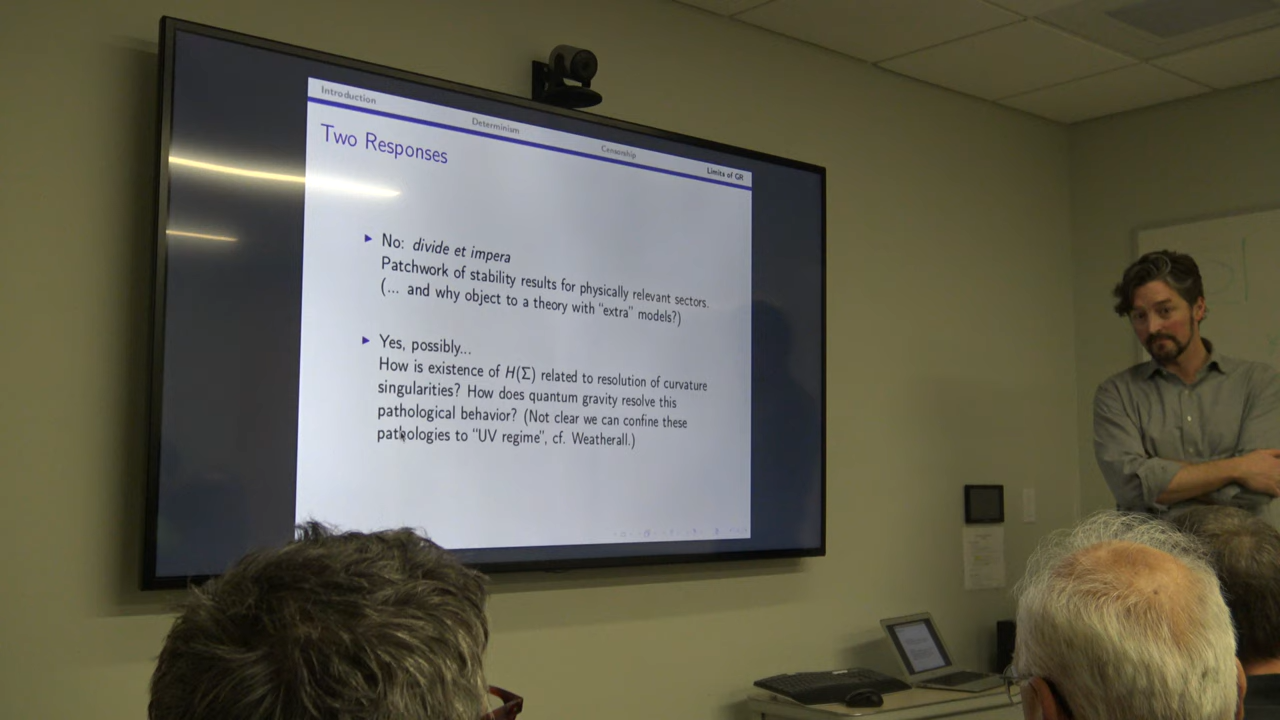 Introduction
Determinism
Censorship
Limits of GR
Two Responses
► No: divide et impera
Patchwork of stability results for physically relevant sectors.
(... and why object to a theory with “extra” models?)
► Yes, possibly...
How is existence of H(Σ) related to resolution of curvature
singularities? How does quantum gravity resolve this
pathological behavior? (Not clear we can confine these
pathologies to “UV regime”, cf. Weatherall.)